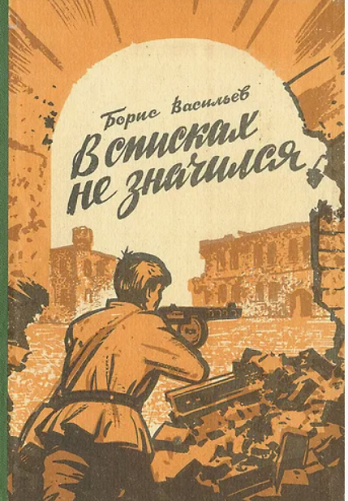 Борис Васильев
В списках
не значился